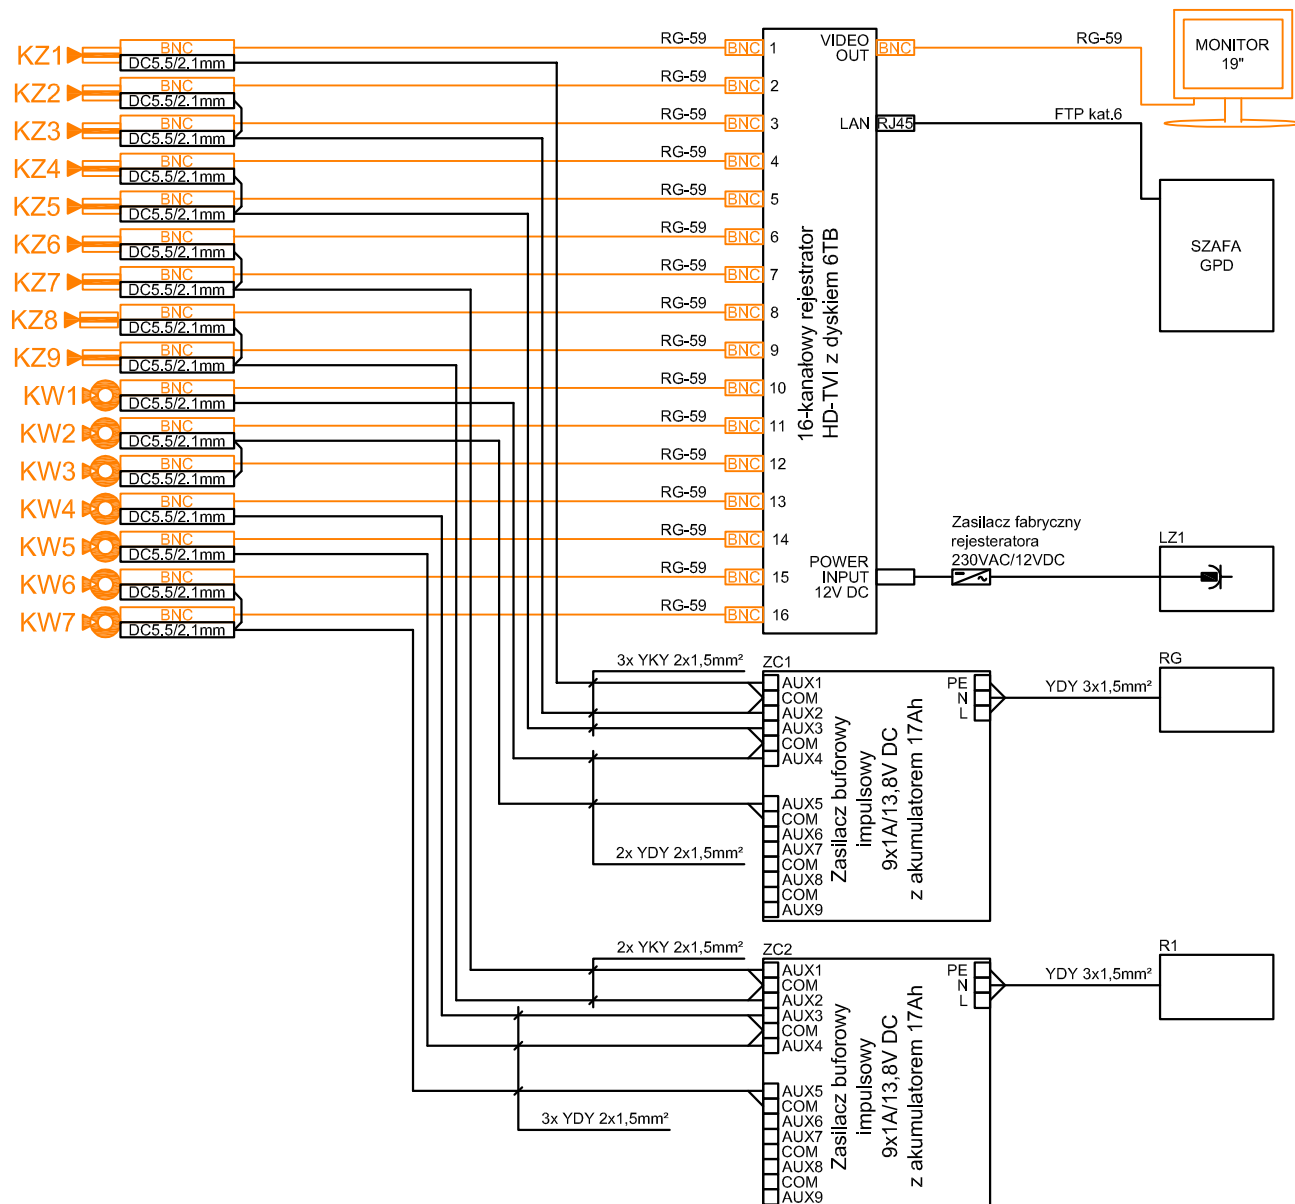 KZ1 BNC RG-59 BNC 1
DC5.5/2.1mm
KZ2 BNC RG-59 BNC 2
DC5.5/2.1mm
KZ3 BNC RG-59 BNC 3
DC5.5/2.1mm
KZ4 BNC RG-59 BNC 4
DC5.5/2.1mm
KZ5 BNC RG-59 BNC 5
DC5.5/2.1mm
KZ6 BNC RG-59 BNC 6
DC5.5/2.1mm
KZ7 BNC RG-59 BNC 7
DC5.5/2.1mm
KZ8 BNC RG-59 BNC 8
DC5.5/2.1mm
KZ9 BNC RG-59 BNC 9
DC5.5/2.1mm
KW1 BNC RG-59 BNC 10
DC5.5/2.1mm
KW2 BNC RG-59 BNC 11
DC5.5/2.1mm
KW3 BNC RG-59 BNC 12
DC5.5/2.1mm
KW4 BNC RG-59 BNC 13
DC5.5/2.1mm
KW5 BNC RG-59 BNC 14
DC5.5/2.1mm
KW6 BNC RG-59 BNC 15
DC5.5/2.1mm
KW7 BNC RG-59 BNC 16
DC5.5/2.1mm
VIDEO
OUT
BNC
RG-59
MONITOR
19"
LAN
RJ45
FTP kat.6
SZAFA
GPD
16-kanałowy rejestrator
HD-TVI z dyskiem 6TB
POWER
INPUT
12V DC
Zasilacz fabryczny
rejesteratora
230VAC/12VDC
LZ1
3x YKY 2x1,5mm²
2x YDY 2x1,5mm²
ZC1
AUX1
COM
AUX2
AUX3
COM
AUX4
AUX5
COM
AUX6
AUX7
COM
AUX8
COM
AUX9
Zasilacz buforowy
impulsowy
9x1A/13,8V DC
z akumulatorem 17Ah
PE
N
L
YDY 3x1,5mm²
RG
2x YKY 2x1,5mm²
3x YDY 2x1,5mm²
ZC2
AUX1
COM
AUX2
AUX3
COM
AUX4
AUX5
COM
AUX6
AUX7
COM
AUX8
COM
AUX9
Zasilacz buforowy
impulsowy
9x1A/13,8V DC
z akumulatorem 17Ah
PE
N
L
YDY 3x1,5mm²
R1